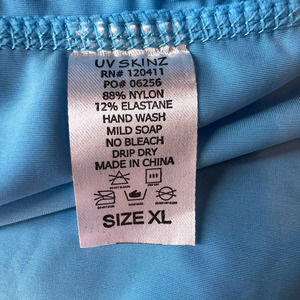 UV SKINZ
RN# 120411
PO# 06256
88% NYLON
12% ELASTANE
HAND WASH
MILD SOAP
NO BLEACH
DRIP DRY
MADE IN CHINA
SIZE XL